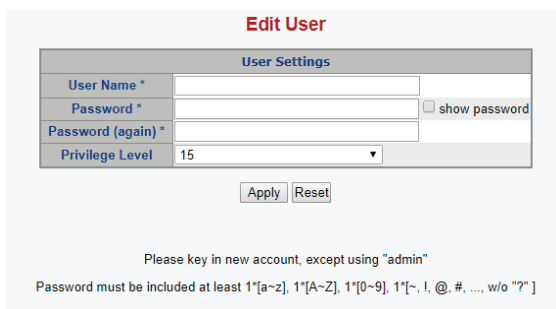 Edit User
User Settings
User Name *
Password * show password
Password (again) *
Privilege Level 15
Apply Reset
Please key in new account, except using "admin"
Password must be included at least 1*[a~z], 1*[A~Z], 1*[0~9], 1*[~, !, @, #, ..., w/o "?" ]